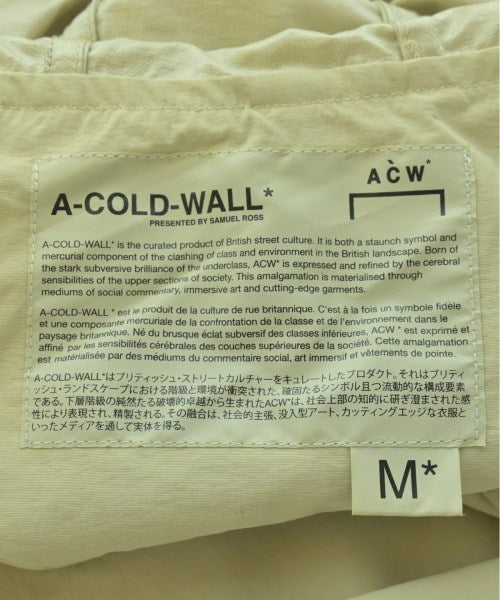 A-COLD-WALL*
PRESENTED BY SAMUEL ROSS
ACW*
A-COLD-WALL* is the curated product of British street culture. It is both a staunch symbol and
mercurial component of the clashing of class and environment in the British landscape. Born of
the stark subversive brilliance of the underclass, ACW* is expressed and refined by the cerebral
sensibilities of the upper sections of society. This amalgamation is materialised through
mediums of social commentary, immersive art and cutting-edge garments.
A-COLD-WALL * est le produit de la culture de rue britannique. C'est à la fois un symbole fidèle
et une composante mercuriale de la confrontation de la classe et de l'environnement dans le
paysage britannique. Né du brusque éclat subversif des classes inférieures, ACW * est exprimé et
affiné par les sensibilités cérébrales des couches supérieures de la société. Cette amalgamation
est matérialisée par des médiums du commentaire social, art immersif et vêtements de pointe.
A-COLD-WALL*はブリティッシュ・ストリートカルチャーをキュレートしたプロダクト。それはブリティ
ッシュ・ランドスケープにおける階級と環境が衝突された、確固たるシンボル且つ流動的な構成要素
である。下層階級の純然たる破壊的卓越から生まれたACW*は、社会上部の知的に研ぎ澄まされた感
性により表現され、精製される。その融合は、社会的主張、没入型アート、カッティングエッジな衣服と
いったメディアを通して実体を得る。
M*